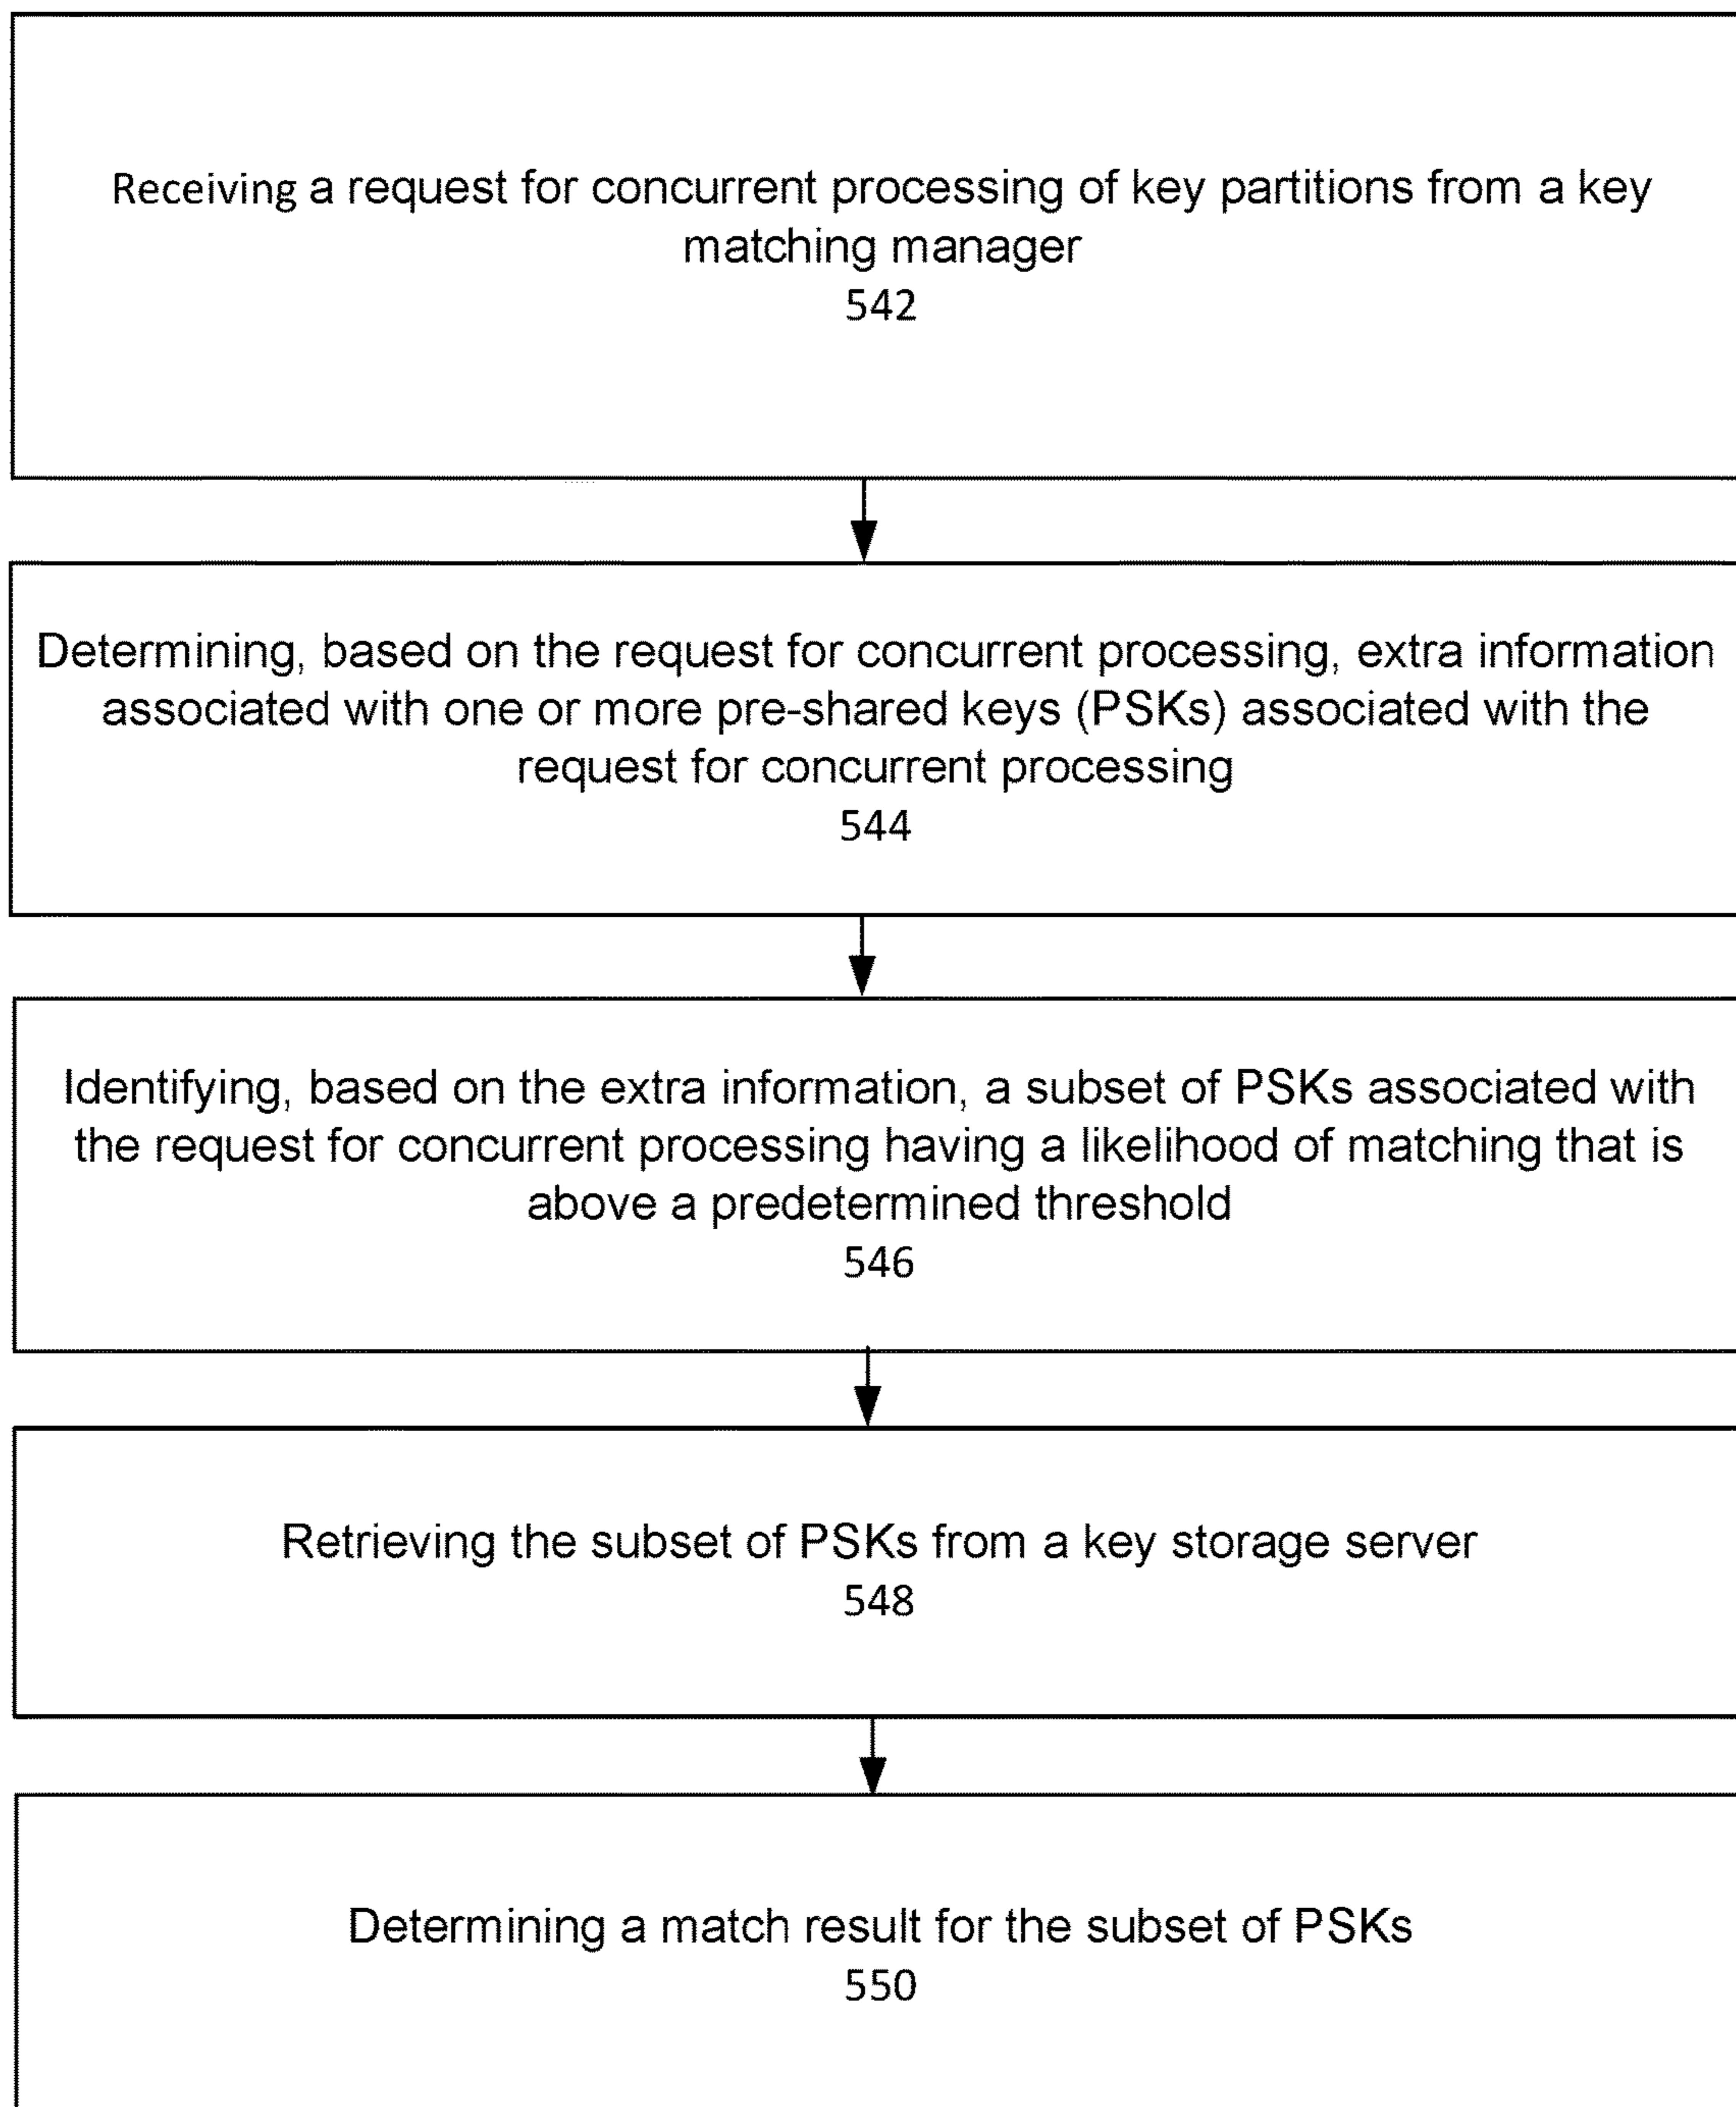 Receiving a request for concurrent processing of key partitions from a key
matching manager
542
Determining, based on the request for concurrent processing, extra information
associated with one or more pre-shared keys (PSKs) associated with the
request for concurrent processing
544
Identifying, based on the extra information, a subset of PSKs associated with
the request for concurrent processing having a likelihood of matching that is
above a predetermined threshold
546
Retrieving the subset of PSKs from a key storage server
548
Determining a match result for the subset of PSKs
550